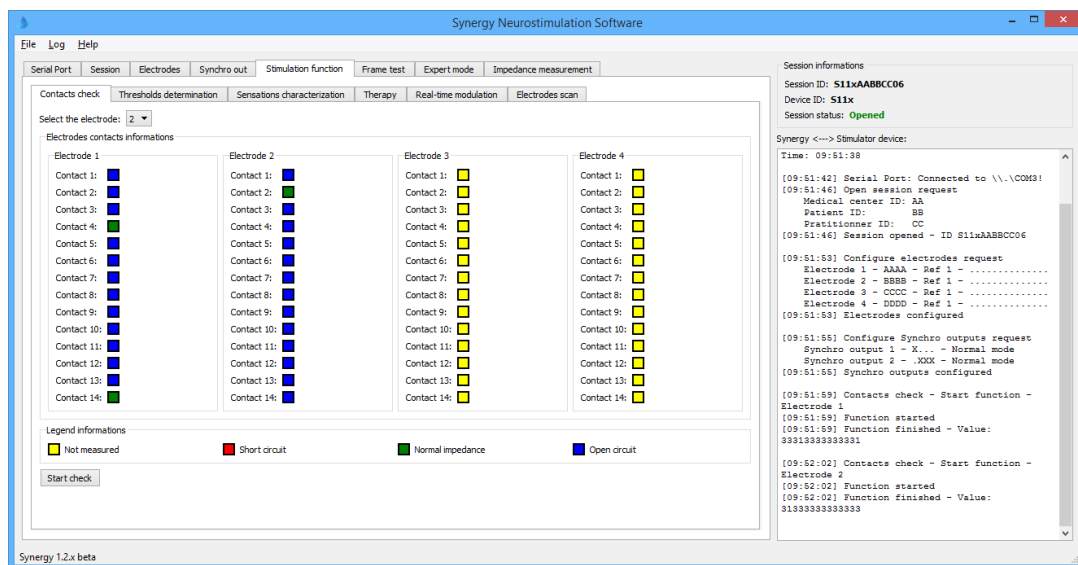 Synergy Neurostimulation Software
File Log Help
Serial Port Session Electrodes Synchro out Stimulation function Frame test Expert mode Impedance measurement
Contacts check Thresholds determination Sensations characterization Therapy Real-time modulation Electrodes scan
Select the electrode: 2
Electrodes contacts informations
Electrode 1 Electrode 2 Electrode 3 Electrode 4
Contact 1: Contact 1: Contact 1: Contact 1:
Contact 2: Contact 2: Contact 2: Contact 2:
Contact 3: Contact 3: Contact 3: Contact 3:
Contact 4: Contact 4: Contact 4: Contact 4:
Contact 5: Contact 5: Contact 5: Contact 5:
Contact 6: Contact 6: Contact 6: Contact 6:
Contact 7: Contact 7: Contact 7: Contact 7:
Contact 8: Contact 8: Contact 8: Contact 8:
Contact 9: Contact 9: Contact 9: Contact 9:
Contact 10: Contact 10: Contact 10: Contact 10:
Contact 11: Contact 11: Contact 11: Contact 11:
Contact 12: Contact 12: Contact 12: Contact 12:
Contact 13: Contact 13: Contact 13: Contact 13:
Contact 14: Contact 14: Contact 14: Contact 14:
Legend informations
Not measured Short circuit Normal impedance Open circuit
Start check
Session informations
Session ID: S11xAABBCC06
Device ID: S11x
Session status: Opened
Synergy <---> Stimulator device:
Time: 09:51:38
[09:51:42] Serial Port: Connected to \\.\COM3!
[09:51:46] Open session request
Medical center ID: AA
Patient ID: BB
Pratitionner ID: CC
[09:51:46] Session opened - ID S11xAABBCC06
[09:51:53] Configure electrodes request
Electrode 1 - AAAA - Ref 1 - ..............
Electrode 2 - BBBB - Ref 1 - ..............
Electrode 3 - CCCC - Ref 1 - ..............
Electrode 4 - DDDD - Ref 1 - ..............
[09:51:53] Electrodes configured
[09:51:55] Configure Synchro outputs request
Synchro output 1 - X... - Normal mode
Synchro output 2 - .XXX - Normal mode
[09:51:55] Synchro outputs configured
[09:51:59] Contacts check - Start function -
Electrode 1
[09:51:59] Function started
[09:51:59] Function finished - Value:
33313333333331
[09:52:02] Contacts check - Start function -
Electrode 2
[09:52:02] Function started
[09:52:02] Function finished - Value:
31333333333333
Synergy 1.2.x beta